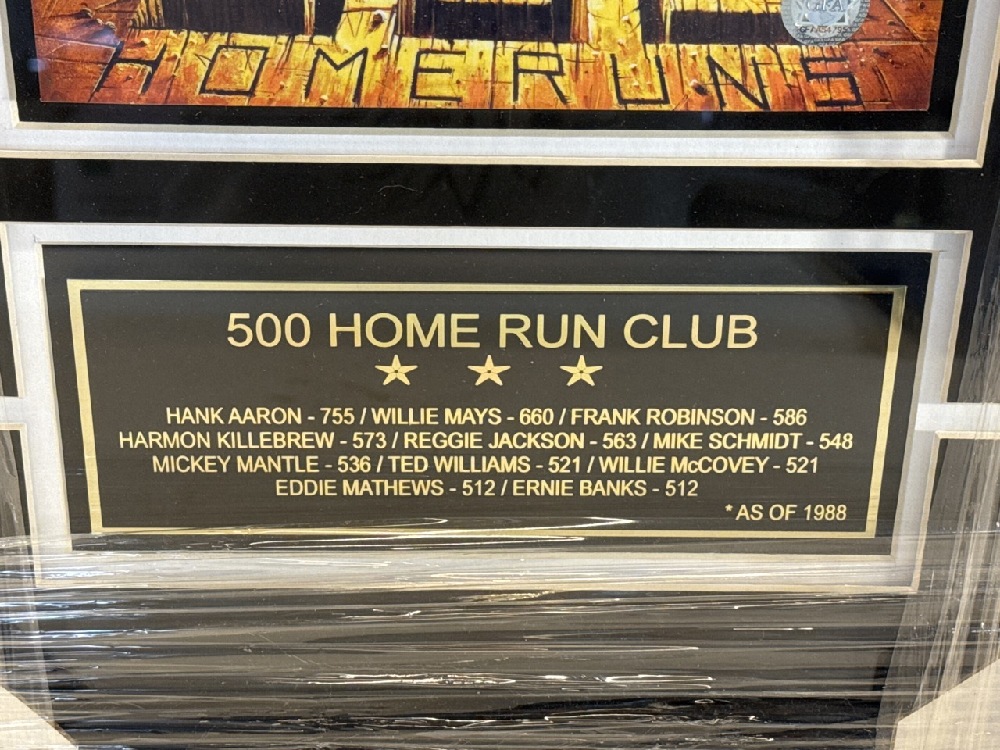 HOMERUNS
500 HOME RUN CLUB
HANK AARON - 755 / WILLIE MAYS - 660 / FRANK ROBINSON - 586
HARMON KILLEBREW - 573 / REGGIE JACKSON - 563 / MIKE SCHMIDT - 548
MICKEY MANTLE - 536 / TED WILLIAMS - 521 / WILLIE McCOVEY - 521
EDDIE MATHEWS - 512 / ERNIE BANKS - 512
* AS OF 1988